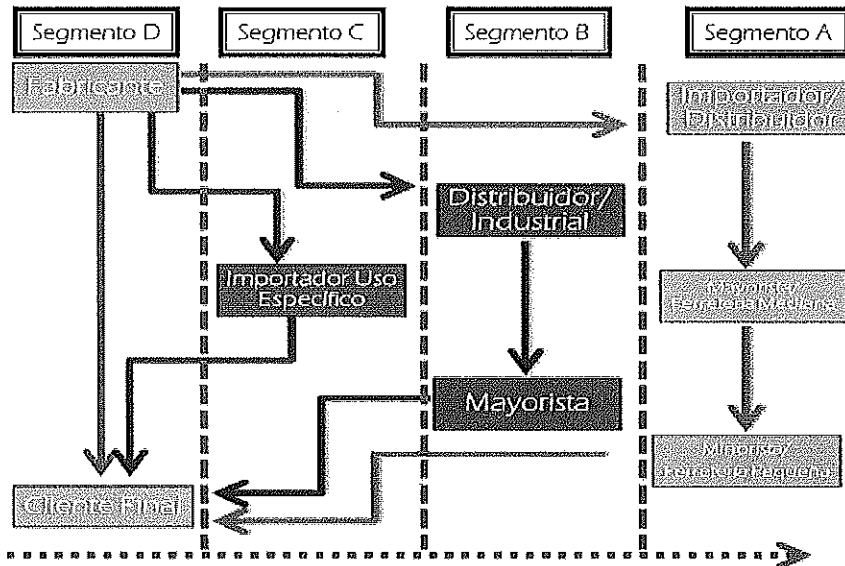 Segmento D
Segmento C
Segmento B
Segmento A
Fabricante
Importador/
Distribuidor
Distribuidor/
Industrial
Importador Uso
Específico
Mayorista/
Ferretería Mediana
Mayorista
Minorista/
Ferretería Pequeña
Cliente Final